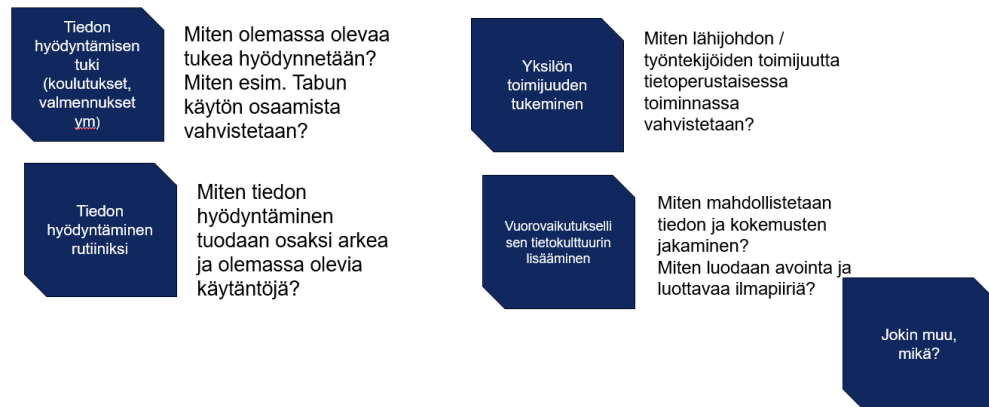 Tiedon
hyödyntämisen
tuki
(koulutukset,
valmennukset
ym)
Miten olemassa olevaa
tukea hyödynnetään?
Miten esim. Tabun
käytön osaamista
vahvistetaan?
Yksilön
toimijuuden
tukeminen
Miten lähijohdon /
työntekijöiden toimijuutta
tietoperustaisessa
toiminnassa
vahvistetaan?
Tiedon
hyödyntäminen
rutiiniksi
Miten tiedon
hyödyntäminen
tuodaan osaksi arkea
ja olemassa olevia
käytäntöjä?
Vuorovaikutukselli
sen tietokulttuurin
lisääminen
Miten mahdollistetaan
tiedon ja kokemusten
jakaminen?
Miten luodaan avointa ja
luottavaa ilmapiiriä?
Jokin muu,
mikä?